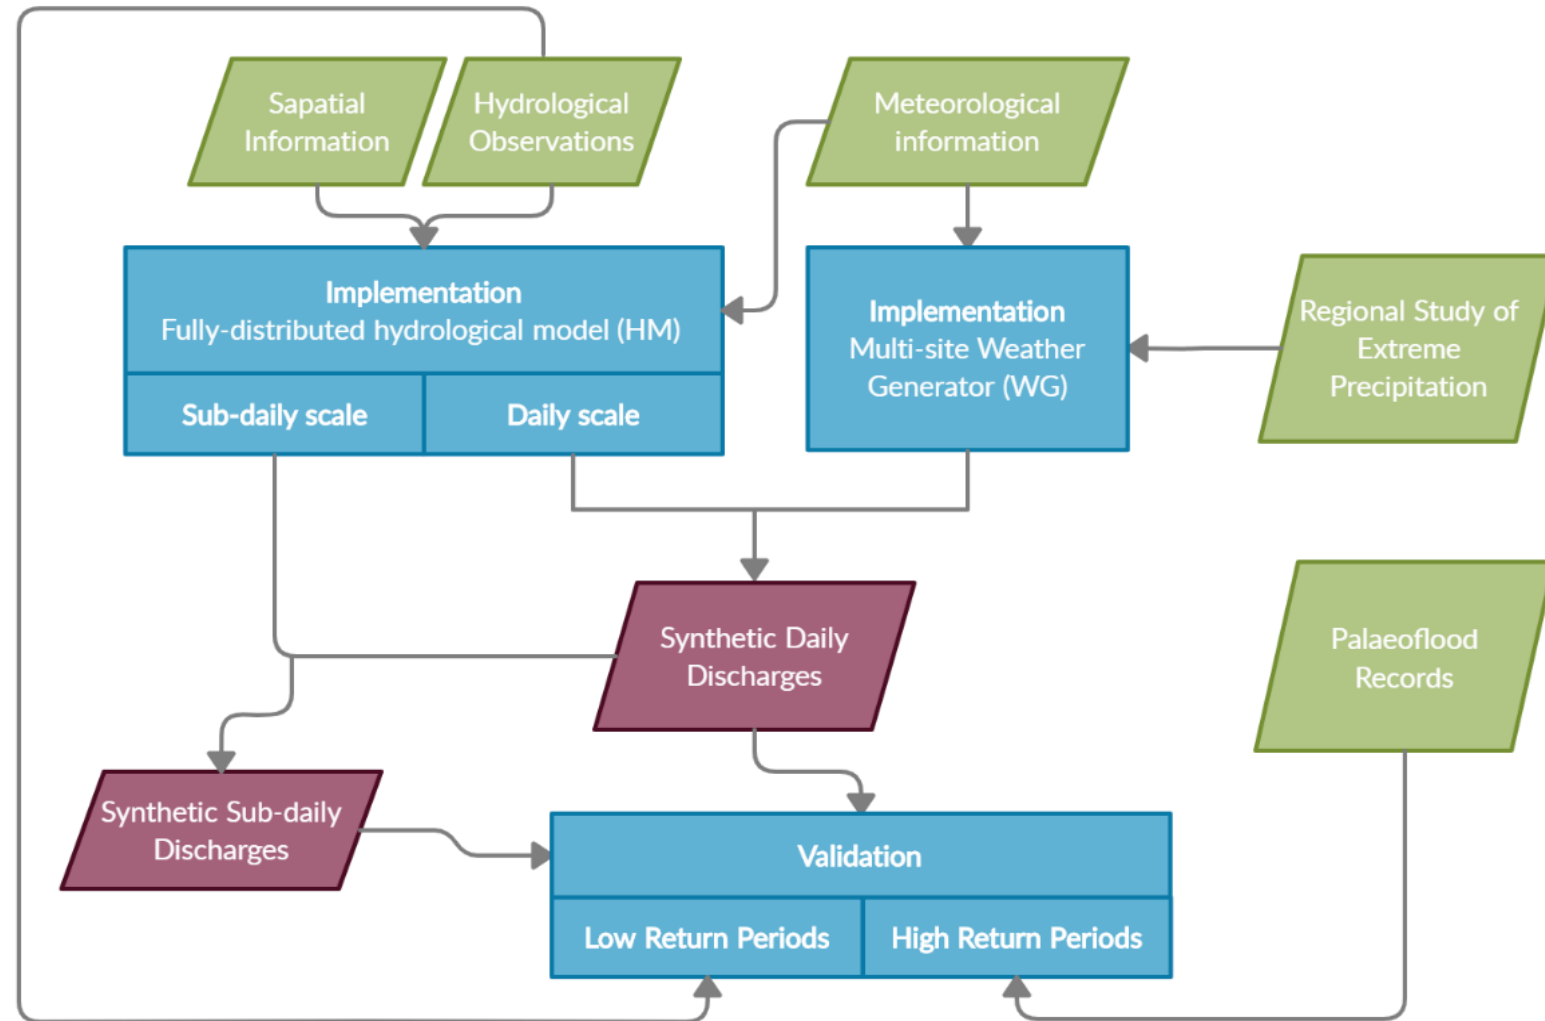 Sapatial
Information
Hydrological
Observations
Meteorological
information
Implementation
Fully-distributed hydrological model (HM)
Sub-daily scale
Daily scale
Implementation
Multi-site Weather
Generator (WG)
Regional Study of
Extreme
Precipitation
Synthetic Daily
Discharges
Palaeoflood
Records
Synthetic Sub-daily
Discharges
Validation
Low Return Periods
High Return Periods